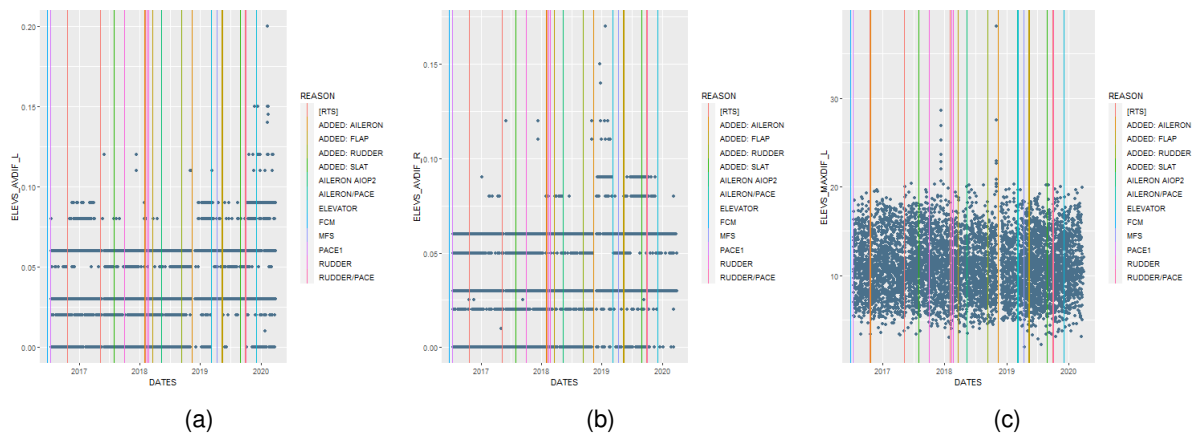 0.20
0.15
0.10
0.05
0.00
ELEVS_AVDIF_L
2017
2018
2019
2020
DATES
REASON
[RTS]
ADDED: AILERON
ADDED: FLAP
ADDED: RUDDER
ADDED: SLAT
AILERON AIOP2
AILERON/PACE
ELEVATOR
FCM
MFS
PACE1
RUDDER
RUDDER/PACE
(a)
0.15
0.10
0.05
0.00
ELEVS_AVDIF_R
2017
2018
2019
2020
DATES
REASON
[RTS]
ADDED: AILERON
ADDED: FLAP
ADDED: RUDDER
ADDED: SLAT
AILERON AIOP2
AILERON/PACE
ELEVATOR
FCM
MFS
PACE1
RUDDER
RUDDER/PACE
(b)
30
20
10
ELEVS_MAXDIF_L
2017
2018
2019
2020
DATES
REASON
[RTS]
ADDED: AILERON
ADDED: FLAP
ADDED: RUDDER
ADDED: SLAT
AILERON AIOP2
AILERON/PACE
ELEVATOR
FCM
MFS
PACE1
RUDDER
RUDDER/PACE
(c)